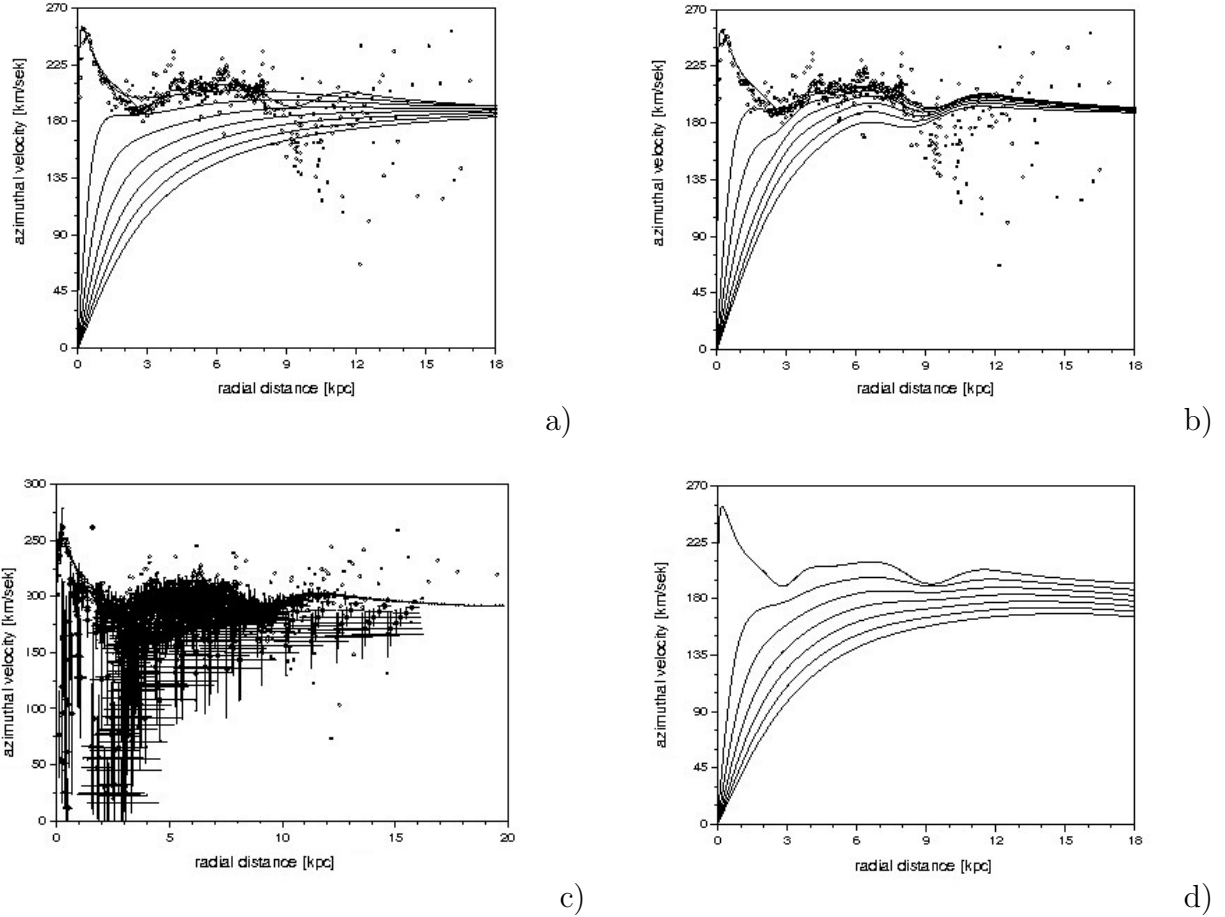 270
225
180
135
90
45
0
azimuthal velocity [km/sek]
0 3 6 9 12 15 18
radial distance [kpc]
a)
270
225
180
135
90
45
0
azimuthal velocity [km/sek]
0 3 6 9 12 15 18
radial distance [kpc]
b)
300
250
200
150
100
50
0
azimuthal velocity [km/sek]
0 5 10 15 20
radial distance [kpc]
c)
270
225
180
135
90
45
0
azimuthal velocity [km/sek]
0 3 6 9 12 15 18
radial distance [kpc]
d)